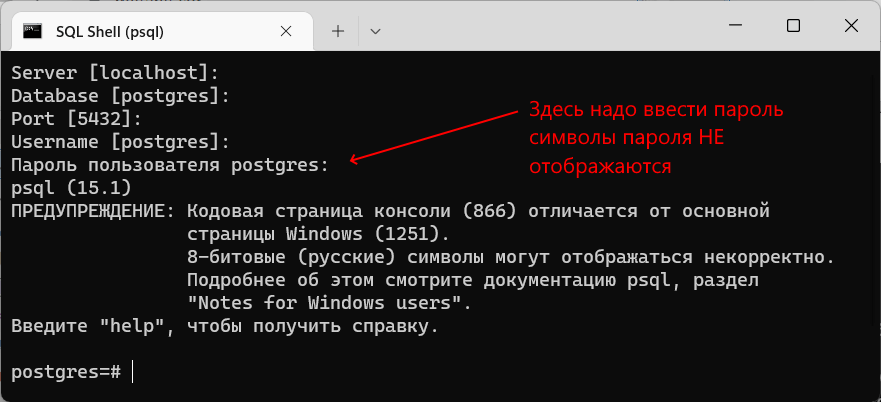 SQL Shell (psql)
Server [localhost]:
Database [postgres]:
Port [5432]:
Username [postgres]:
Пароль пользователя postgres:
Здесь надо ввести пароль
символы пароля НЕ
отображаются
psql (15.1)
ПРЕДУПРЕЖДЕНИЕ: Кодовая страница консоли (866) отличается от основной
страницы Windows (1251).
8-битовые (русские) символы могут отображаться некорректно.
Подробнее об этом смотрите документацию psql, раздел
"Notes for Windows users".
Введите "help", чтобы получить справку.
postgres=#